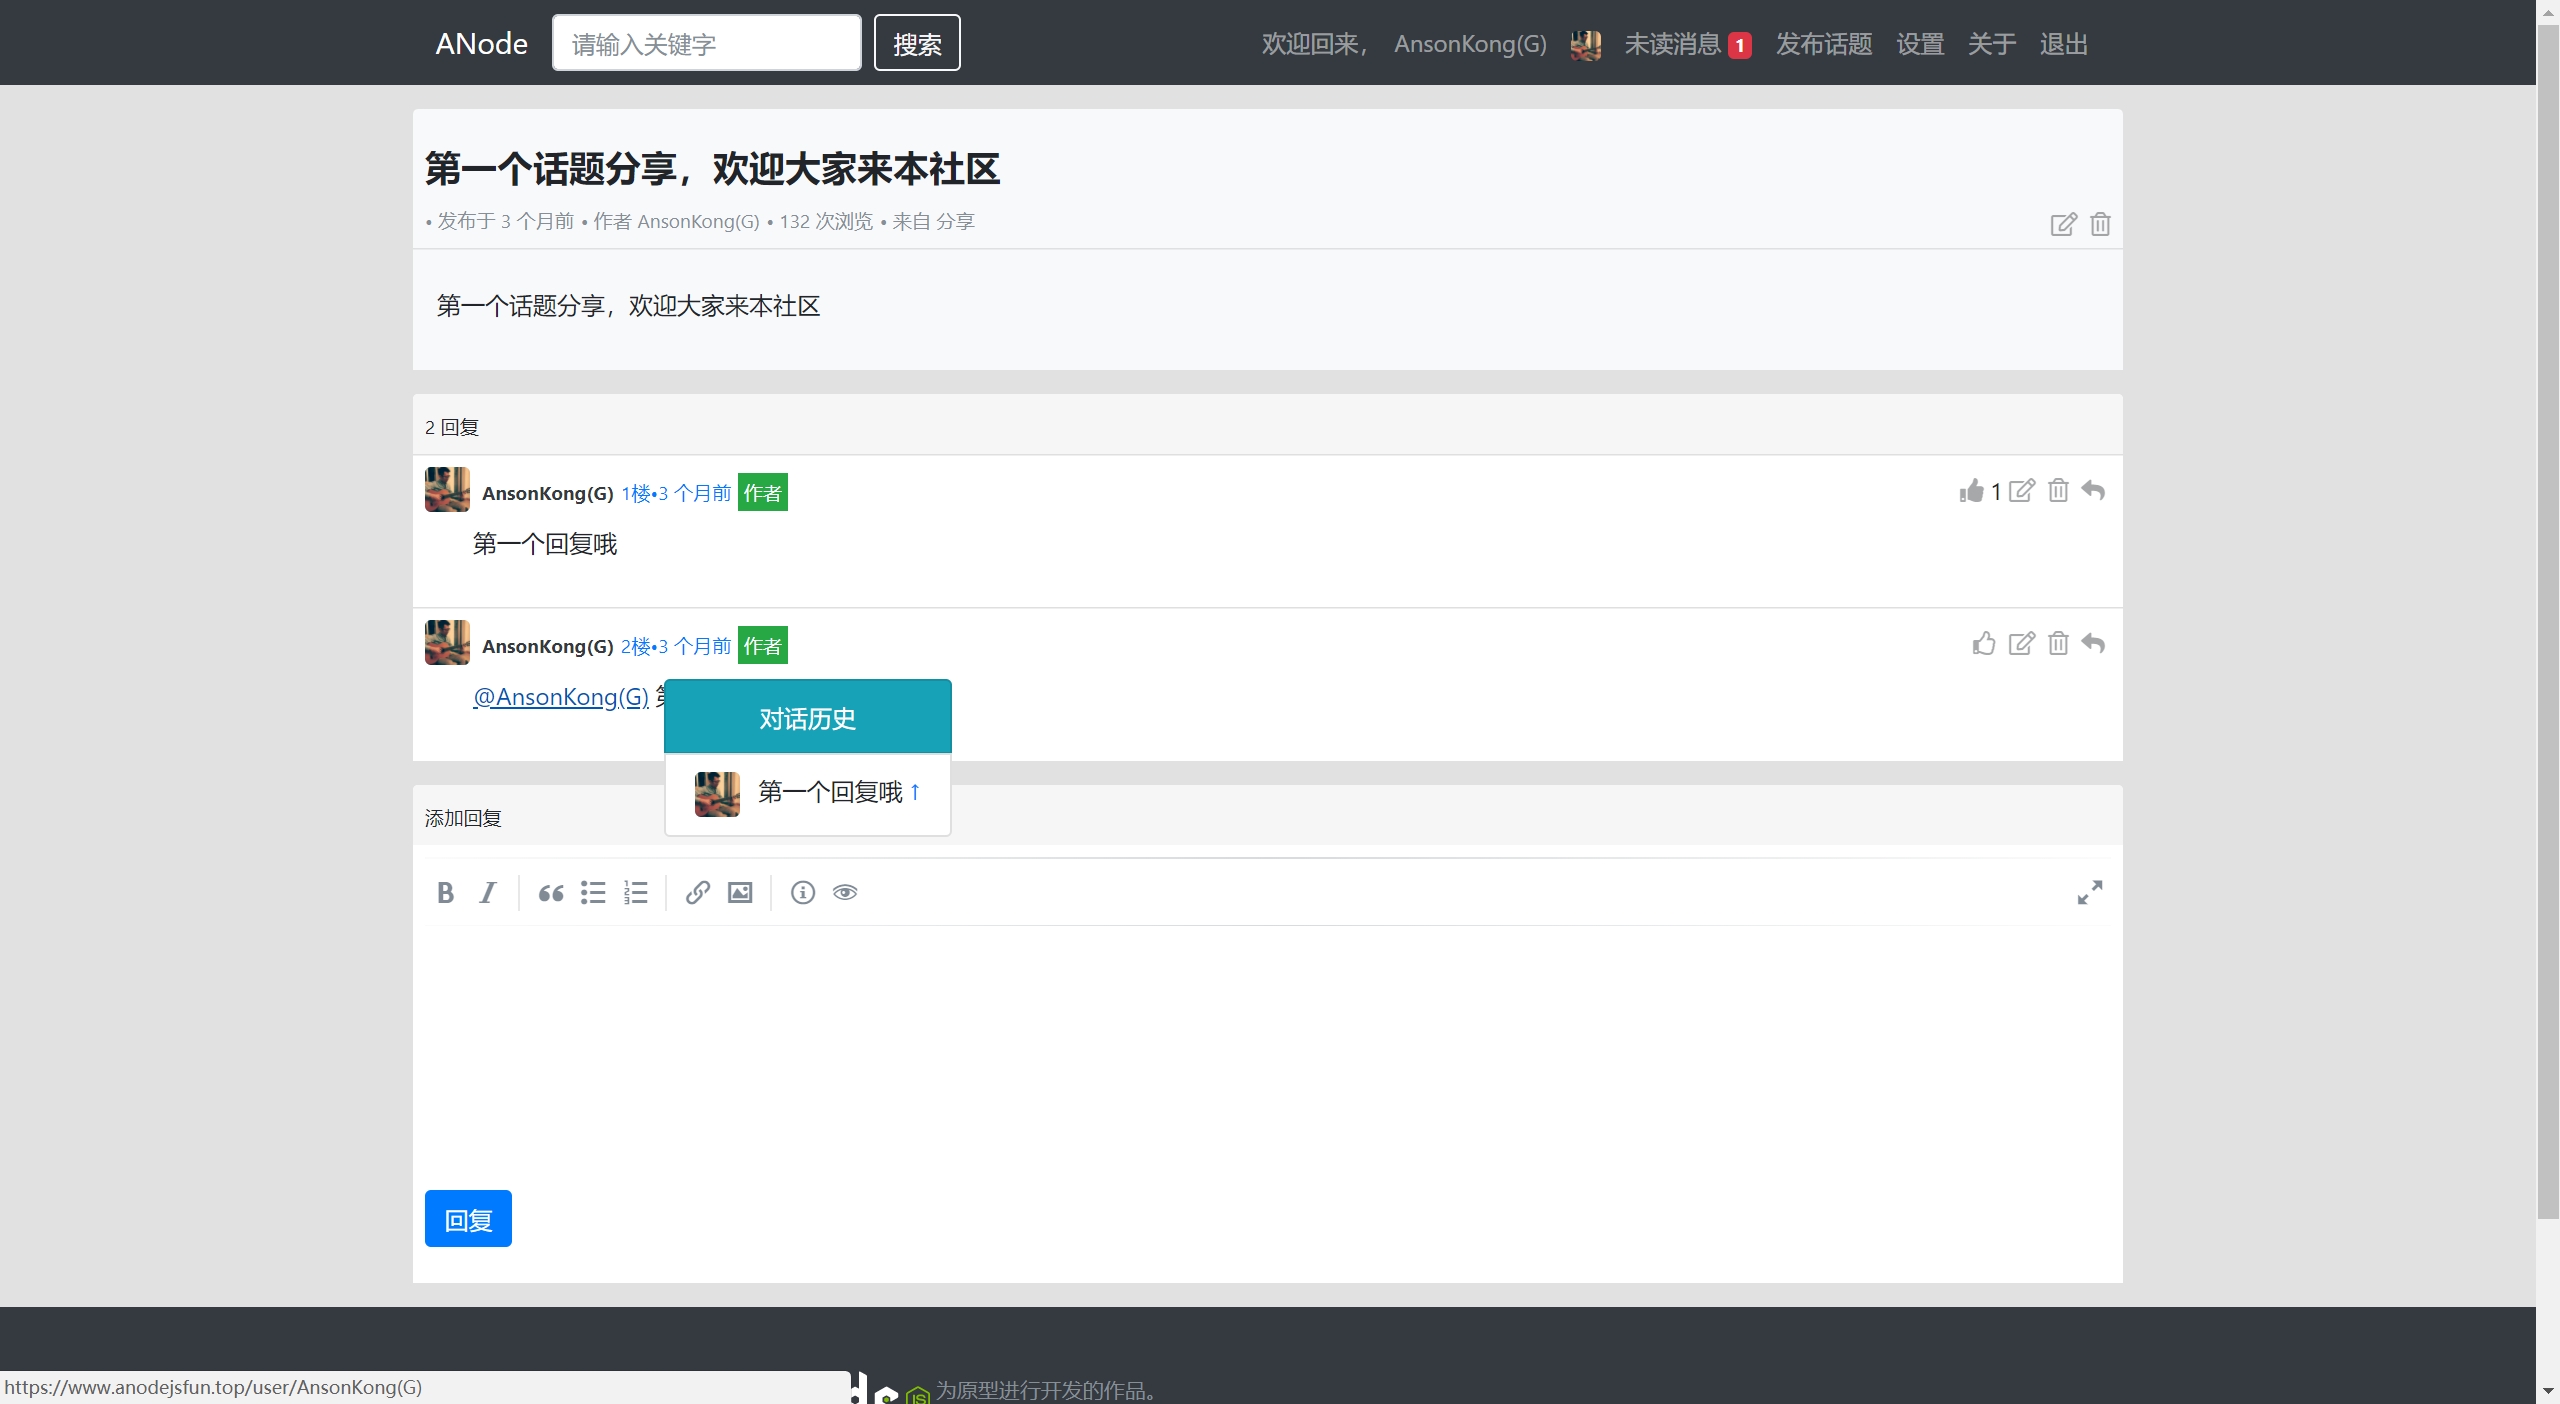 ANode 请输入关键字 搜索 欢迎回来， AnsonKong(G) 未读消息 1 发布话题 设置 关于 退出
第一个话题分享，欢迎大家来本社区
• 发布于 3 个月前 • 作者 AnsonKong(G) • 132 次浏览 • 来自 分享
第一个话题分享，欢迎大家来本社区
2 回复
AnsonKong(G) 1楼•3 个月前 作者 1
第一个回复哦
AnsonKong(G) 2楼•3 个月前 作者
@AnsonKong(G)
对话历史
第一个回复哦 ↑
添加回复
回复
https://www.anodejsfun.top/user/AnsonKong(G) 为原型进行开发的作品。